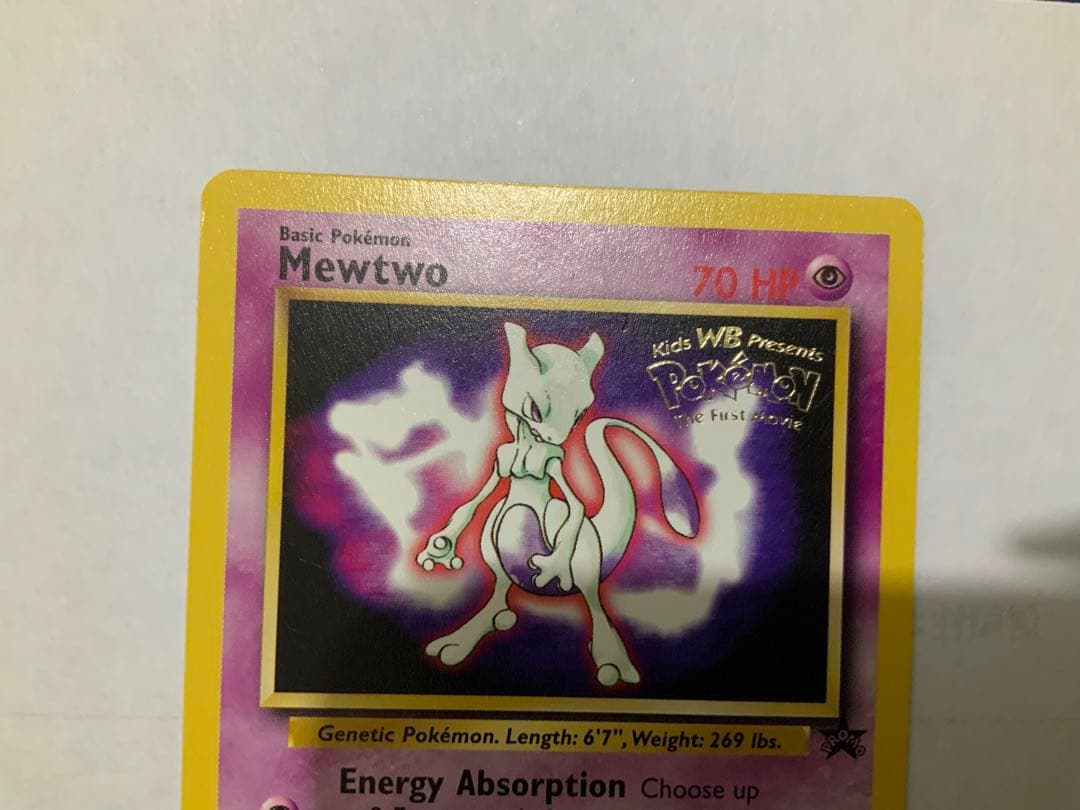 Basic Pokémon
Mewtwo
70 HP
Kids WB Presents
POKéMON
The First Movie
Genetic Pokémon. Length: 6'7", Weight: 269 lbs.
PROMO
Energy Absorption Choose up